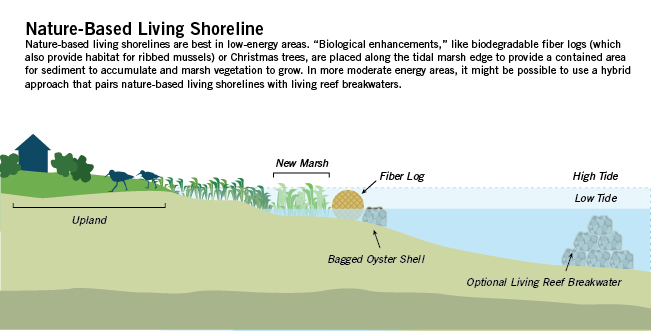 Nature-Based Living Shoreline
Nature-based living shorelines are best in low-energy areas. “Biological enhancements,” like biodegradable fiber logs (which
also provide habitat for ribbed mussels) or Christmas trees, are placed along the tidal marsh edge to provide a contained area
for sediment to accumulate and marsh vegetation to grow. In more moderate energy areas, it might be possible to use a hybrid
approach that pairs nature-based living shorelines with living reef breakwaters.
New Marsh
Fiber Log
High Tide
Low Tide
Upland
Bagged Oyster Shell
Optional Living Reef Breakwater